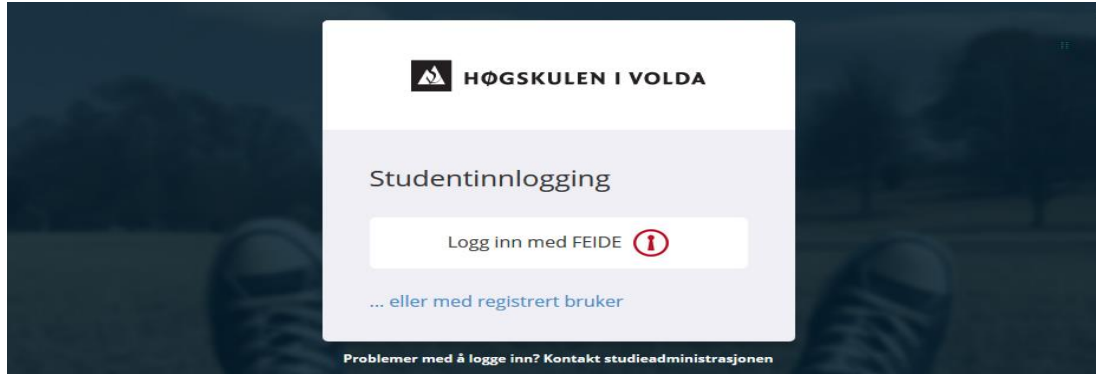 HØGSKULEN I VOLDA
Studentinnlogging
Logg inn med FEIDE
... eller med registrert bruker
Problemer med å logge inn? Kontakt studieadministrasjonen